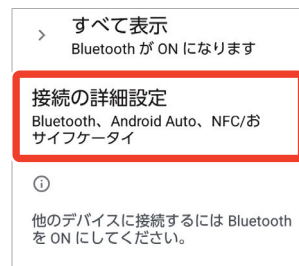 すべて表示
Bluetooth が ON になります
接続の詳細設定
Bluetooth、Android Auto、NFC/お
サイフケータイ
他のデバイスに接続するには Bluetooth
を ON にしてください。